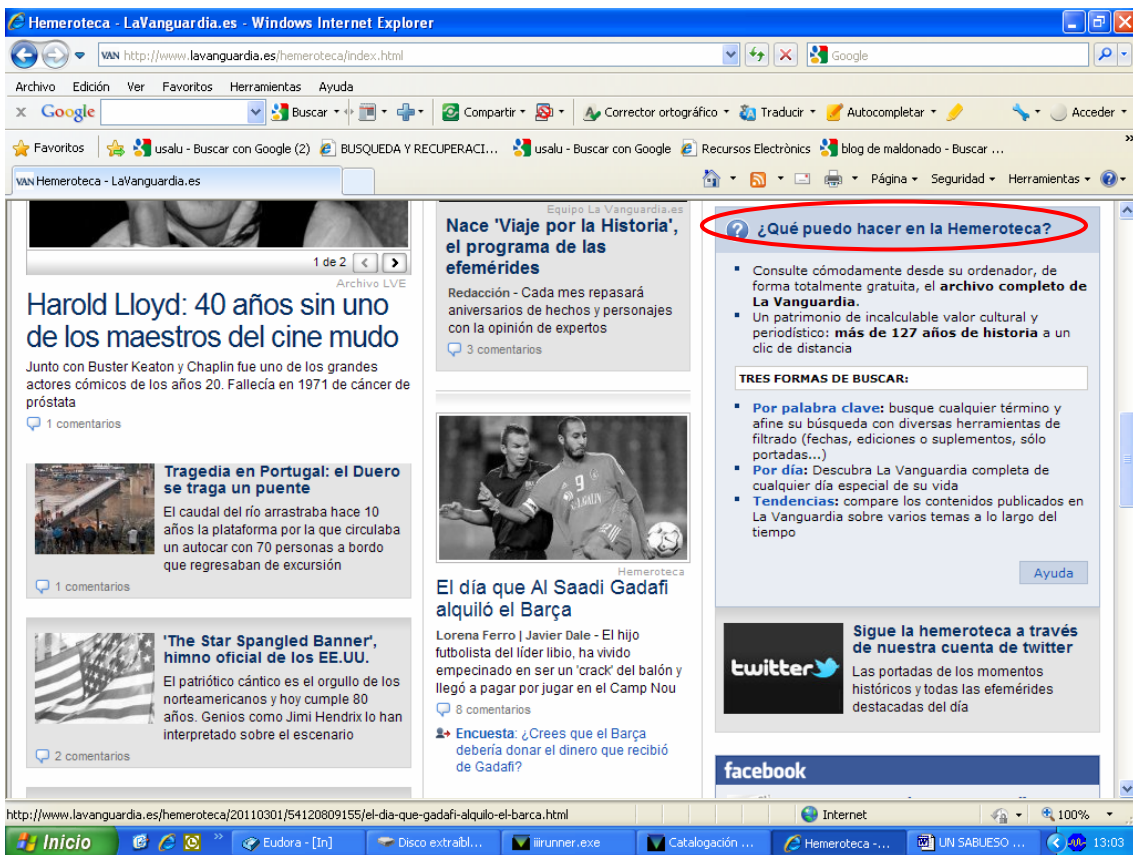 Hemeroteca - LaVanguardia.es - Windows Internet Explorer
VAN http://www.lavanguardia.es/hemeroteca/index.html
Google
Archivo Edición Ver Favoritos Herramientas Ayuda
x Google Buscar Compartir Corrector ortográfico Traducir Autocompletar Acceder
Favoritos usalu - Buscar con Google (2) BUSQUEDA Y RECUPERACI... usalu - Buscar con Google Recursos Electrònics blog de maldonado - Buscar ... »
VAN Hemeroteca - LaVanguardia.es
Página Seguridad Herramientas
1 de 2
Archivo LVE
Harold Lloyd: 40 años sin uno
de los maestros del cine mudo
Junto con Buster Keaton y Chaplin fue uno de los grandes
actores cómicos de los años 20. Fallecía en 1971 de cáncer de
próstata
1 comentarios
Tragedia en Portugal: el Duero
se traga un puente
El caudal del río arrastraba hace 10
años la plataforma por la que circulaba
un autocar con 70 personas a bordo
que regresaban de excursión
1 comentarios
'The Star Spangled Banner',
himno oficial de los EE.UU.
El patriótico cántico es el orgullo de los
norteamericanos y hoy cumple 80
años. Genios como Jimi Hendrix lo han
interpretado sobre el escenario
2 comentarios
Equipo La Vanguardia.es
Nace 'Viaje por la Historia',
el programa de las
efemérides
Redacción - Cada mes repasará
aniversarios de hechos y personajes
con la opinión de expertos
3 comentarios
9
Hemeroteca
El día que Al Saadi Gadafi
alquiló el Barça
Lorena Ferro | Javier Dale - El hijo
futbolista del líder libio, ha vivido
empecinado en ser un 'crack' del balón y
llegó a pagar por jugar en el Camp Nou
8 comentarios
Encuesta: ¿Crees que el Barça
debería donar el dinero que recibió
de Gadafi?
? ¿Qué puedo hacer en la Hemeroteca?
Consulte cómodamente desde su ordenador, de
forma totalmente gratuita, el archivo completo de
La Vanguardia.
Un patrimonio de incalculable valor cultural y
periodístico: más de 127 años de historia a un
clic de distancia
TRES FORMAS DE BUSCAR:
Por palabra clave: busque cualquier término y
afine su búsqueda con diversas herramientas de
filtrado (fechas, ediciones o suplementos, sólo
portadas...)
Por día: Descubra La Vanguardia completa de
cualquier día especial de su vida
Tendencias: compare los contenidos publicados en
La Vanguardia sobre varios temas a lo largo del
tiempo
Ayuda
twitter
Sigue la hemeroteca a través
de nuestra cuenta de twitter
Las portadas de los momentos
históricos y todas las efemérides
destacadas del día
facebook
http://www.lavanguardia.es/hemeroteca/20110301/54120809155/el-dia-que-gadafi-alquilo-el-barca.html Internet 100%
Inicio » Eudora - [In] Disco extraíbl... iiirunner.exe Catalogación ... Hemeroteca -... UN SABUESO ... 13:03